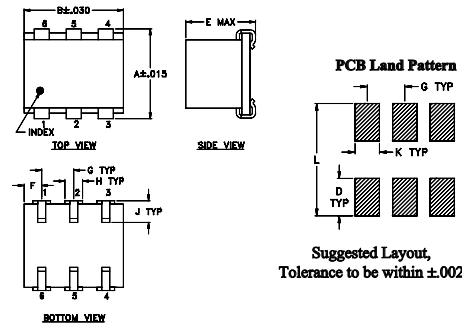 B±.030
6 5 4
A±.015
INDEX
1 2 3
TOP VIEW
E MAX
SIDE VIEW
PCB Land Pattern
G TYP
K TYP
L
D
TYP
Suggested Layout,
Tolerance to be within ±.002
G TYP
H TYP
F
1 2 3
J TYP
6 5 4
BOTTOM VIEW